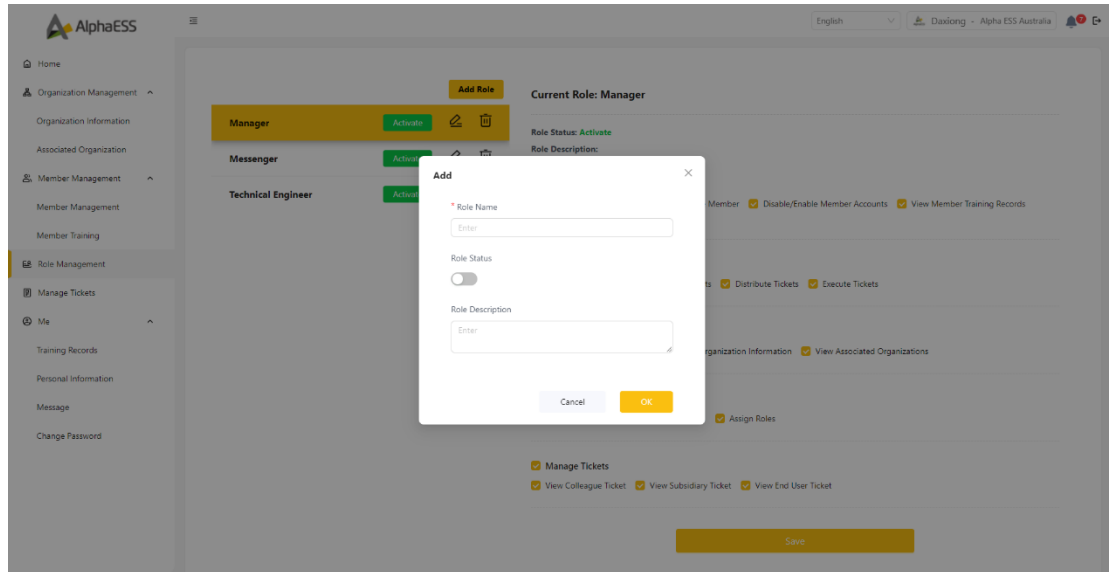 AlphaESS
English
Daxiong - Alpha ESS Australia
7
Home
Organization Management
Organization Information
Associated Organization
Member Management
Member Management
Member Training
Role Management
Manage Tickets
Me
Training Records
Personal Information
Message
Change Password
Add Role
Manager Activate
Messenger
Technical Engineer
Current Role: Manager
Role Status: Activate
Role Description:
Member Disable/Enable Member Accounts View Member Training Records
Distribute Tickets Execute Tickets
View Associated Organizations
Assign Roles
Manage Tickets
View Colleague Ticket View Subsidiary Ticket View End User Ticket
Save
Add
* Role Name
Enter
Role Status
Role Description
Enter
Cancel OK